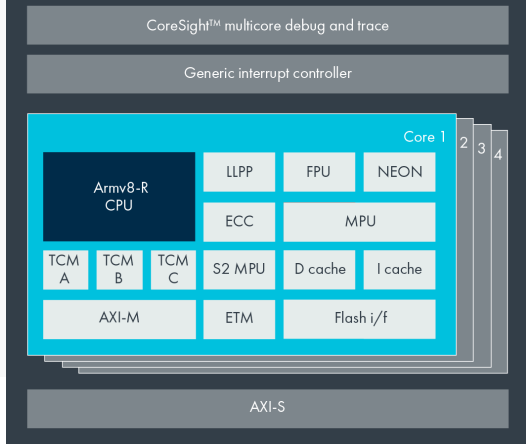 CoreSight™ multicore debug and trace
Generic interrupt controller
Core 1
2
3
4
Armv8-R
CPU
LLPP
FPU
NEON
ECC
MPU
TCM
A
TCM
B
TCM
C
S2 MPU
D cache
I cache
AXI-M
ETM
Flash i/f
AXI-S